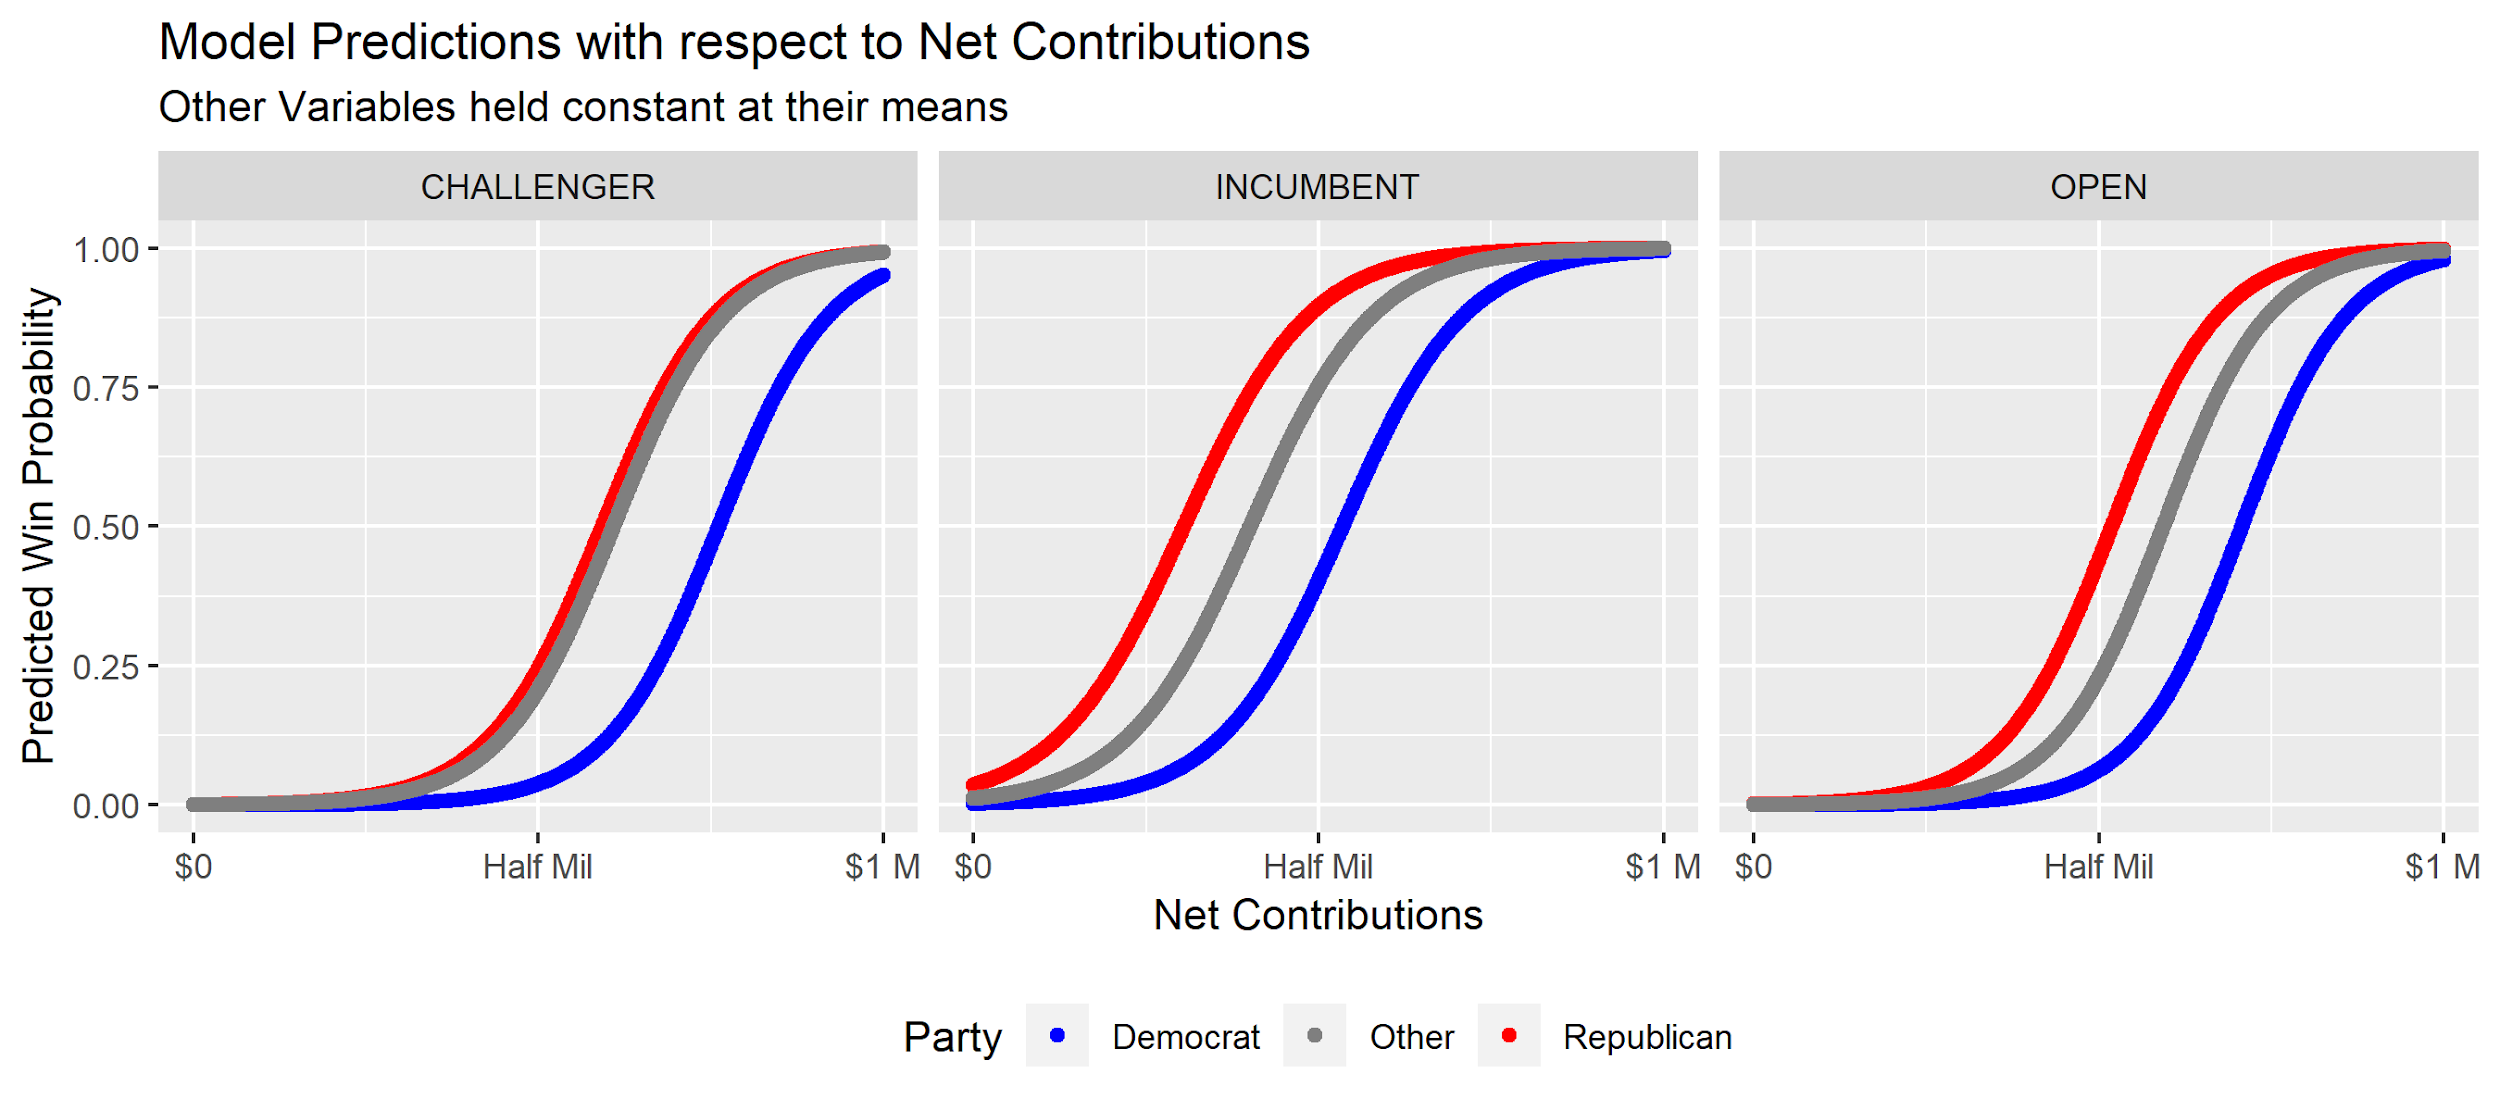 Model Predictions with respect to Net Contributions
Other Variables held constant at their means
CHALLENGER INCUMBENT OPEN
Predicted Win Probability
1.00
0.75
0.50
0.25
0.00
$0 Half Mil $1 M $0 Half Mil $1 M $0 Half Mil $1 M
Net Contributions
Party Democrat Other Republican